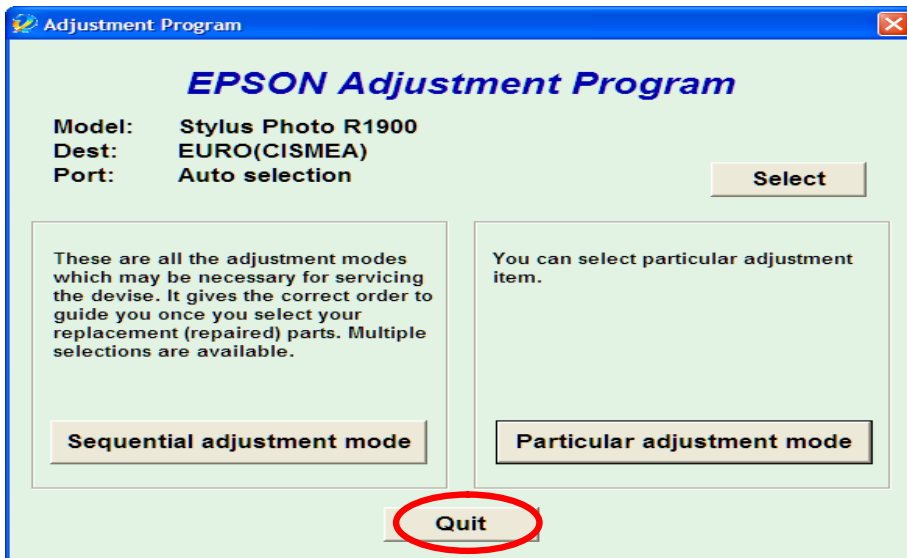 Adjustment Program
EPSON Adjustment Program
Model: Stylus Photo R1900
Dest: EURO(CISMEA)
Port: Auto selection
Select
These are all the adjustment modes
which may be necessary for servicing
the devise. It gives the correct order to
guide you once you select your
replacement (repaired) parts. Multiple
selections are available.
Sequential adjustment mode
You can select particular adjustment
item.
Particular adjustment mode
Quit